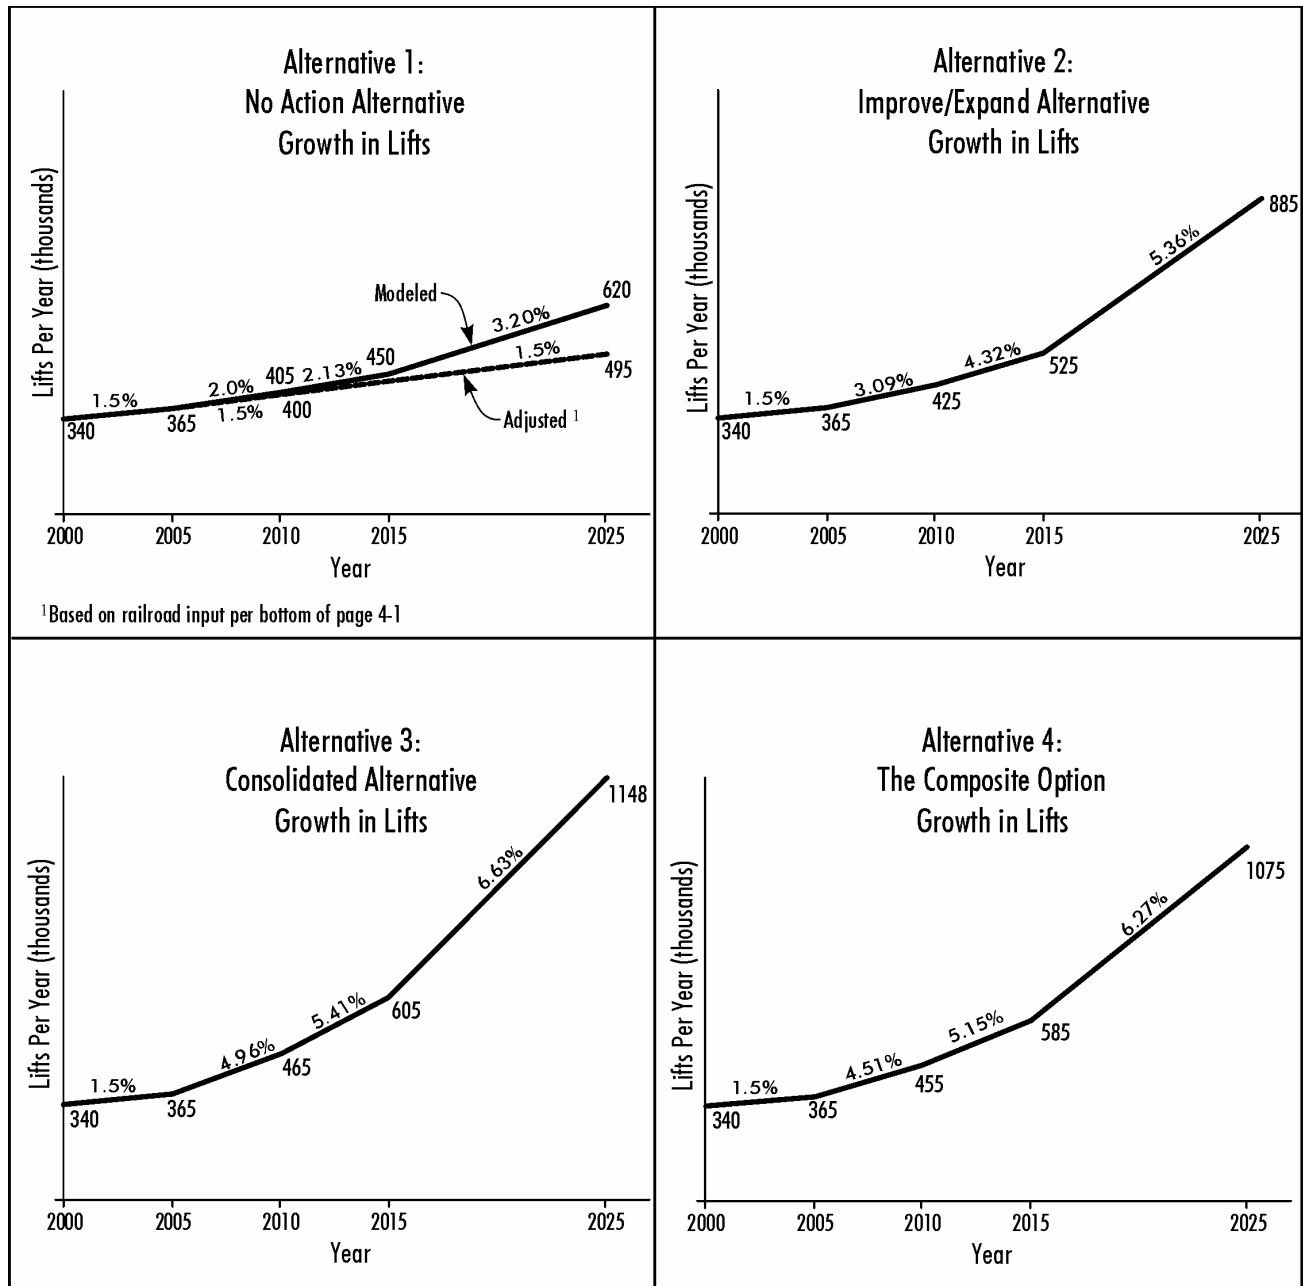 Alternative 1:
No Action Alternative
Growth in Lifts
Lifts Per Year (thousands)
Modeled
620
3.20%
1.5%
450
495
405
2.13%
2.0%
1.5%
400
Adjusted 1
1.5%
340
365
2000
2005
2010
2015
2025
Year
1 Based on railroad input per bottom of page 4-1
Alternative 2:
Improve/Expand Alternative
Growth in Lifts
Lifts Per Year (thousands)
885
5.36%
4.32%
525
3.09%
425
1.5%
340
365
2000
2005
2010
2015
2025
Year
Alternative 3:
Consolidated Alternative
Growth in Lifts
Lifts Per Year (thousands)
1148
6.63%
5.41%
605
4.96%
465
1.5%
340
365
2000
2005
2010
2015
2025
Year
Alternative 4:
The Composite Option
Growth in Lifts
Lifts Per Year (thousands)
1075
6.27%
5.15%
585
4.51%
455
1.5%
340
365
2000
2005
2010
2015
2025
Year